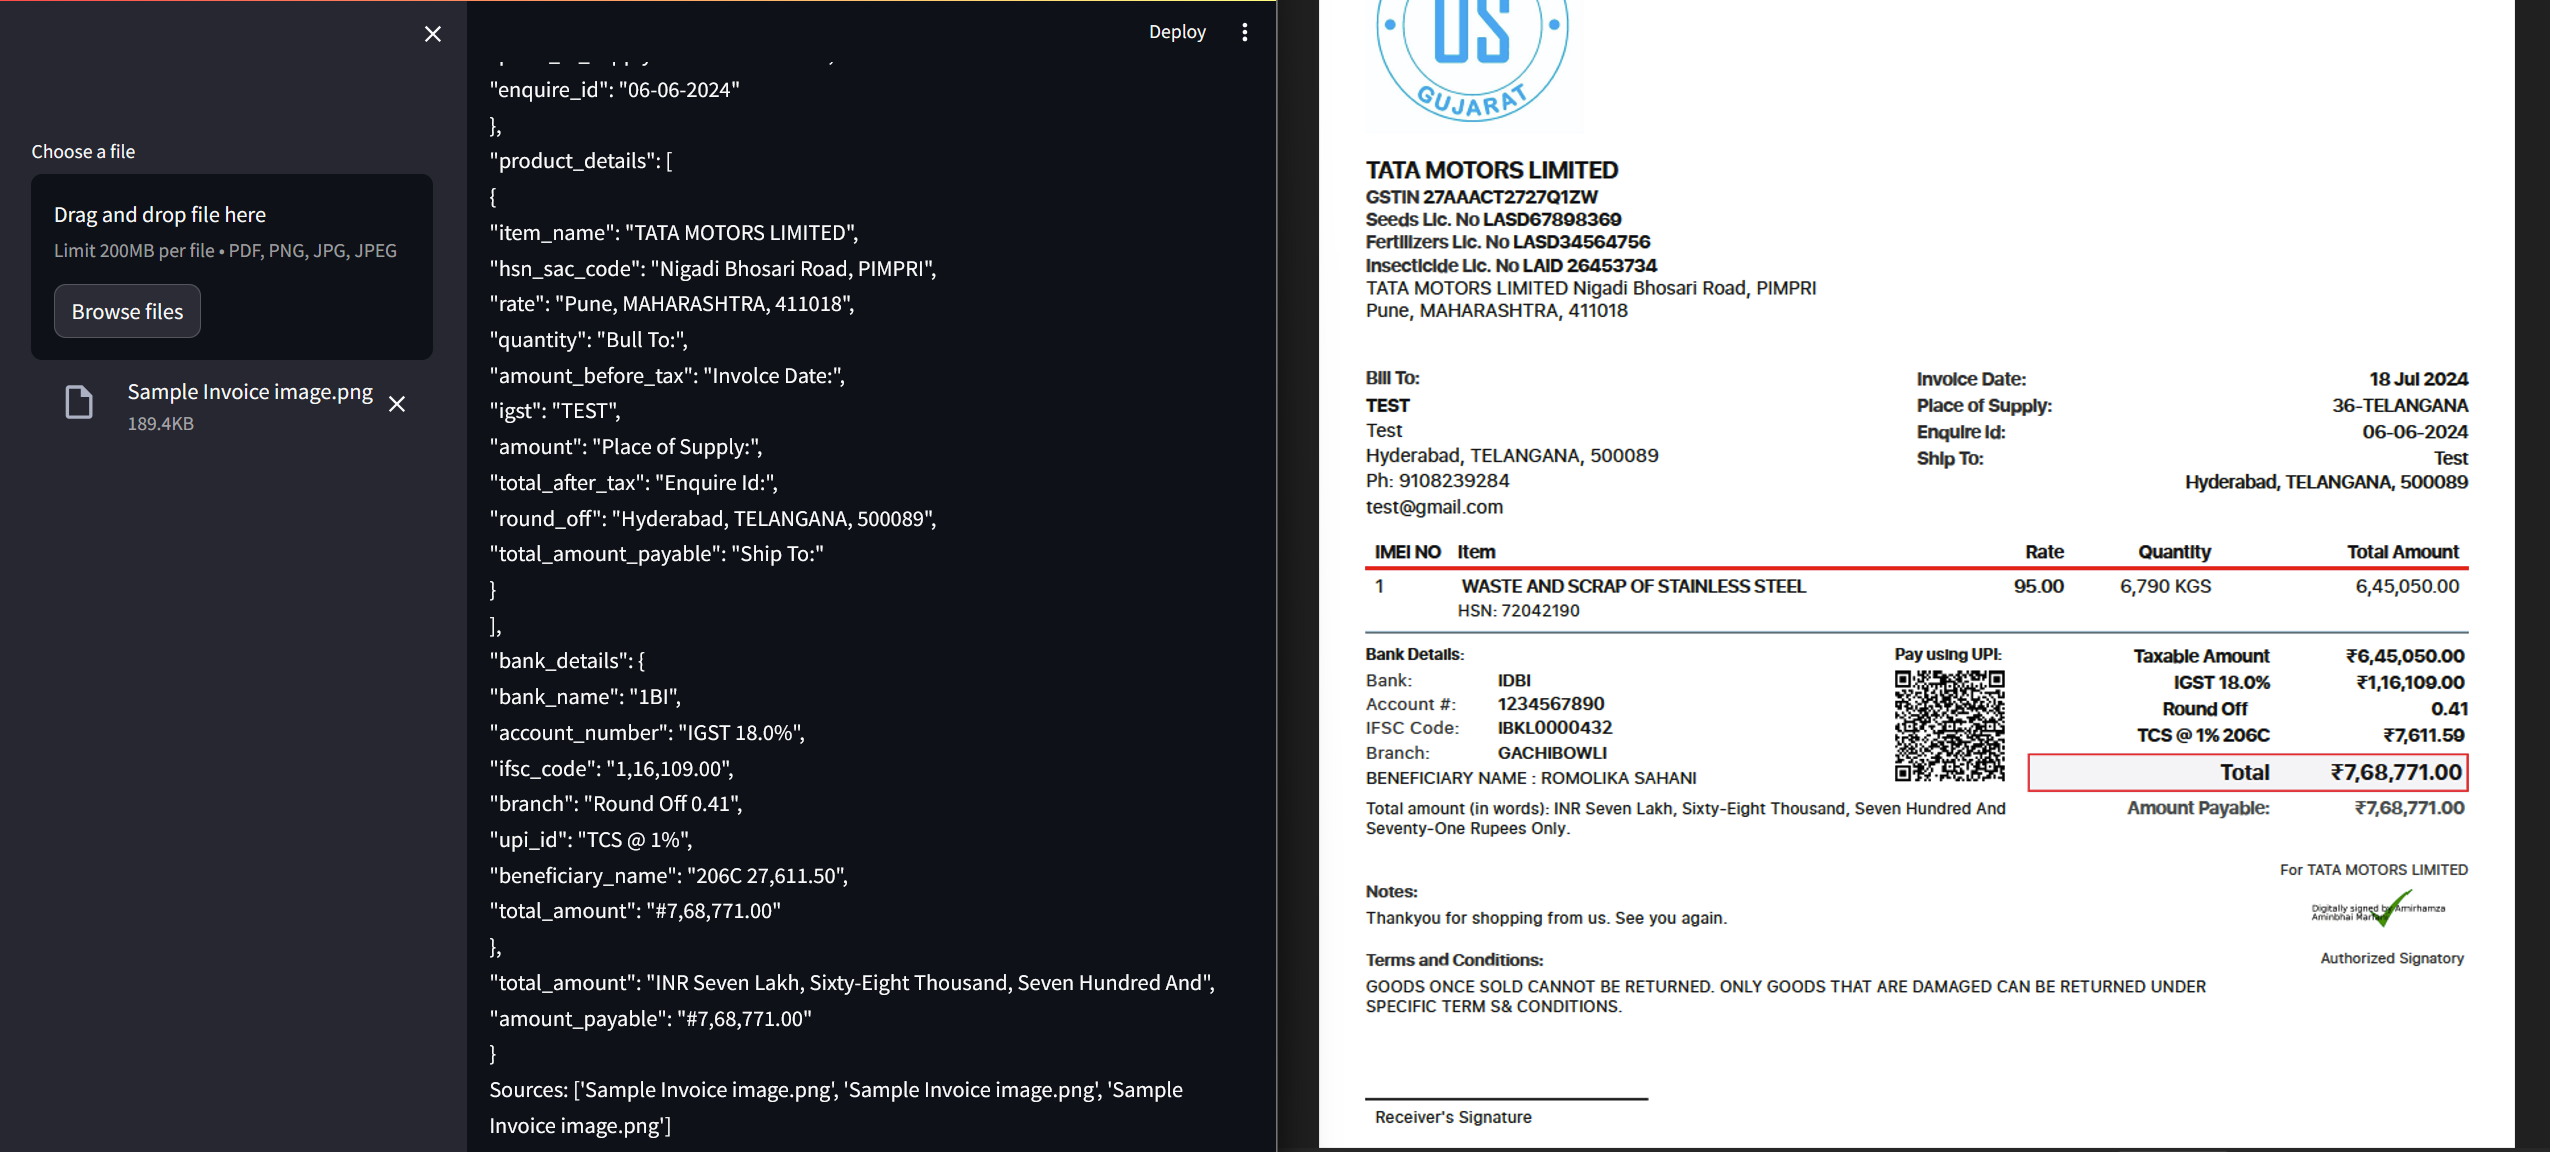 Choose a file
Drag and drop file here
Limit 200MB per file • PDF, PNG, JPG, JPEG
Browse files
Sample Invoice image.png
189.4KB
Deploy
"enquire_id": "06-06-2024"
},
"product_details": [
{
"item_name": "TATA MOTORS LIMITED",
"hsn_sac_code": "Nigadi Bhosari Road, PIMPRI",
"rate": "Pune, MAHARASHTRA, 411018",
"quantity": "Bull To:",
"amount_before_tax": "Involce Date:",
"igst": "TEST",
"amount": "Place of Supply:",
"total_after_tax": "Enquire Id:",
"round_off": "Hyderabad, TELANGANA, 500089",
"total_amount_payable": "Ship To:"
}
],
"bank_details": {
"bank_name": "1BI",
"account_number": "IGST 18.0%",
"ifsc_code": "1,16,109.00",
"branch": "Round Off 0.41",
"upi_id": "TCS @ 1%",
"beneficiary_name": "206C 27,611.50",
"total_amount": "#7,68,771.00"
},
"total_amount": "INR Seven Lakh, Sixty-Eight Thousand, Seven Hundred And",
"amount_payable": "#7,68,771.00"
}
Sources: ['Sample Invoice image.png', 'Sample Invoice image.png', 'Sample
Invoice image.png']
US
GUJARAT
TATA MOTORS LIMITED
GSTIN 27AAACT2727Q1ZW
Seeds Lic. No LASD67898369
Fertilizers Lic. No LASD34564756
Insecticide Lic. No LAID 26453734
TATA MOTORS LIMITED Nigadi Bhosari Road, PIMPRI
Pune, MAHARASHTRA, 411018
Bill To:
TEST
Test
Hyderabad, TELANGANA, 500089
Ph: 9108239284
test@gmail.com
Invoice Date: 18 Jul 2024
Place of Supply: 36-TELANGANA
Enquire Id: 06-06-2024
Ship To: Test
Hyderabad, TELANGANA, 500089
IMEI NO Item Rate Quantity Total Amount
1 WASTE AND SCRAP OF STAINLESS STEEL 95.00 6,790 KGS 6,45,050.00
HSN: 72042190
Bank Details:
Bank: IDBI
Account #: 1234567890
IFSC Code: IBKL0000432
Branch: GACHIBOWLI
BENEFICIARY NAME : ROMOLIKA SAHANI
Pay using UPI:
Taxable Amount ₹6,45,050.00
IGST 18.0% ₹1,16,109.00
Round Off 0.41
TCS @ 1% 206C ₹7,611.59
Total ₹7,68,771.00
Amount Payable: ₹7,68,771.00
Total amount (in words): INR Seven Lakh, Sixty-Eight Thousand, Seven Hundred And
Seventy-One Rupees Only.
For TATA MOTORS LIMITED
Digitally signed by Amirhamza
Aminbhai
Authorized Signatory
Notes:
Thankyou for shopping from us. See you again.
Terms and Conditions:
GOODS ONCE SOLD CANNOT BE RETURNED. ONLY GOODS THAT ARE DAMAGED CAN BE RETURNED UNDER
SPECIFIC TERM S& CONDITIONS.
Receiver's Signature